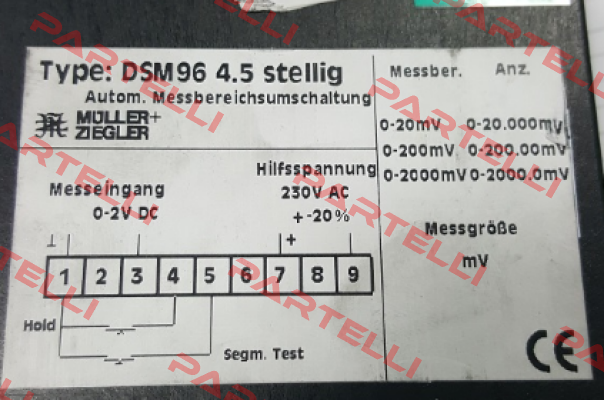 Type: DSM96 4.5 stellig
Autom. Messbereichsumschaltung
MÜLLER+
ZIEGLER
Messber. Anz.
0-20mV 0-20.000mV
0-200mV 0-200.00mV
0-2000mV 0-2000.0mV
Messgröße
mV
Messeingang
0-2V DC
Hilfsspannung
230V AC
+-20%
⊥ +
1 2 3 4 5 6 7 8 9
Hold
Segm. Test
CE
PARTELLI
PARTELLI
PARTELLI
PARTELLI
PARTELLI
PARTELLI